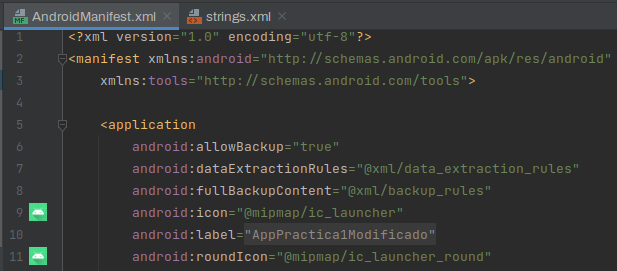 AndroidManifest.xml × strings.xml ×
1 <?xml version="1.0" encoding="utf-8"?>
2 <manifest xmlns:android="http://schemas.android.com/apk/res/android"
3 xmlns:tools="http://schemas.android.com/tools">
4
5 <application
6 android:allowBackup="true"
7 android:dataExtractionRules="@xml/data_extraction_rules"
8 android:fullBackupContent="@xml/backup_rules"
9 android:icon="@mipmap/ic_launcher"
10 android:label="AppPractica1Modificado"
11 android:roundIcon="@mipmap/ic_launcher_round"